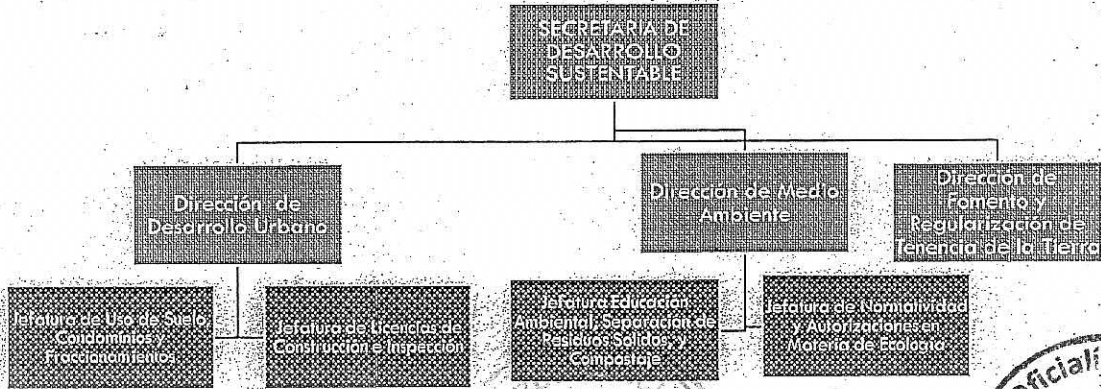 SECRETARIA DE
DESARROLLO
SUSTENTABLE
Dirección de
Desarrollo Urbano
Dirección de Medio
Ambiente
Dirección de
Fomento y
Regularización de
Tenencia de la Tierra
Jefatura de Uso de Suelo,
Condominios y
Fraccionamientos
Jefatura de Licencias de
Construccion e Inspección
Jefatura Educación
Ambiental, Separación de
Residuos Solidos, y
Compostaje
Jefatura de Normatividad
y Autorizaciones en
Materia de Ecología